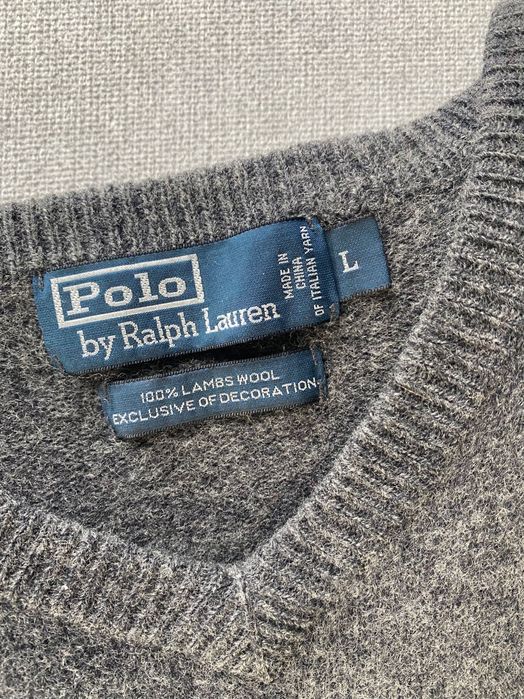 Polo
by Ralph Lauren
MADE IN
CHINA
OF ITALIAN YARN
L
100% LAMBS WOOL
EXCLUSIVE OF DECORATION